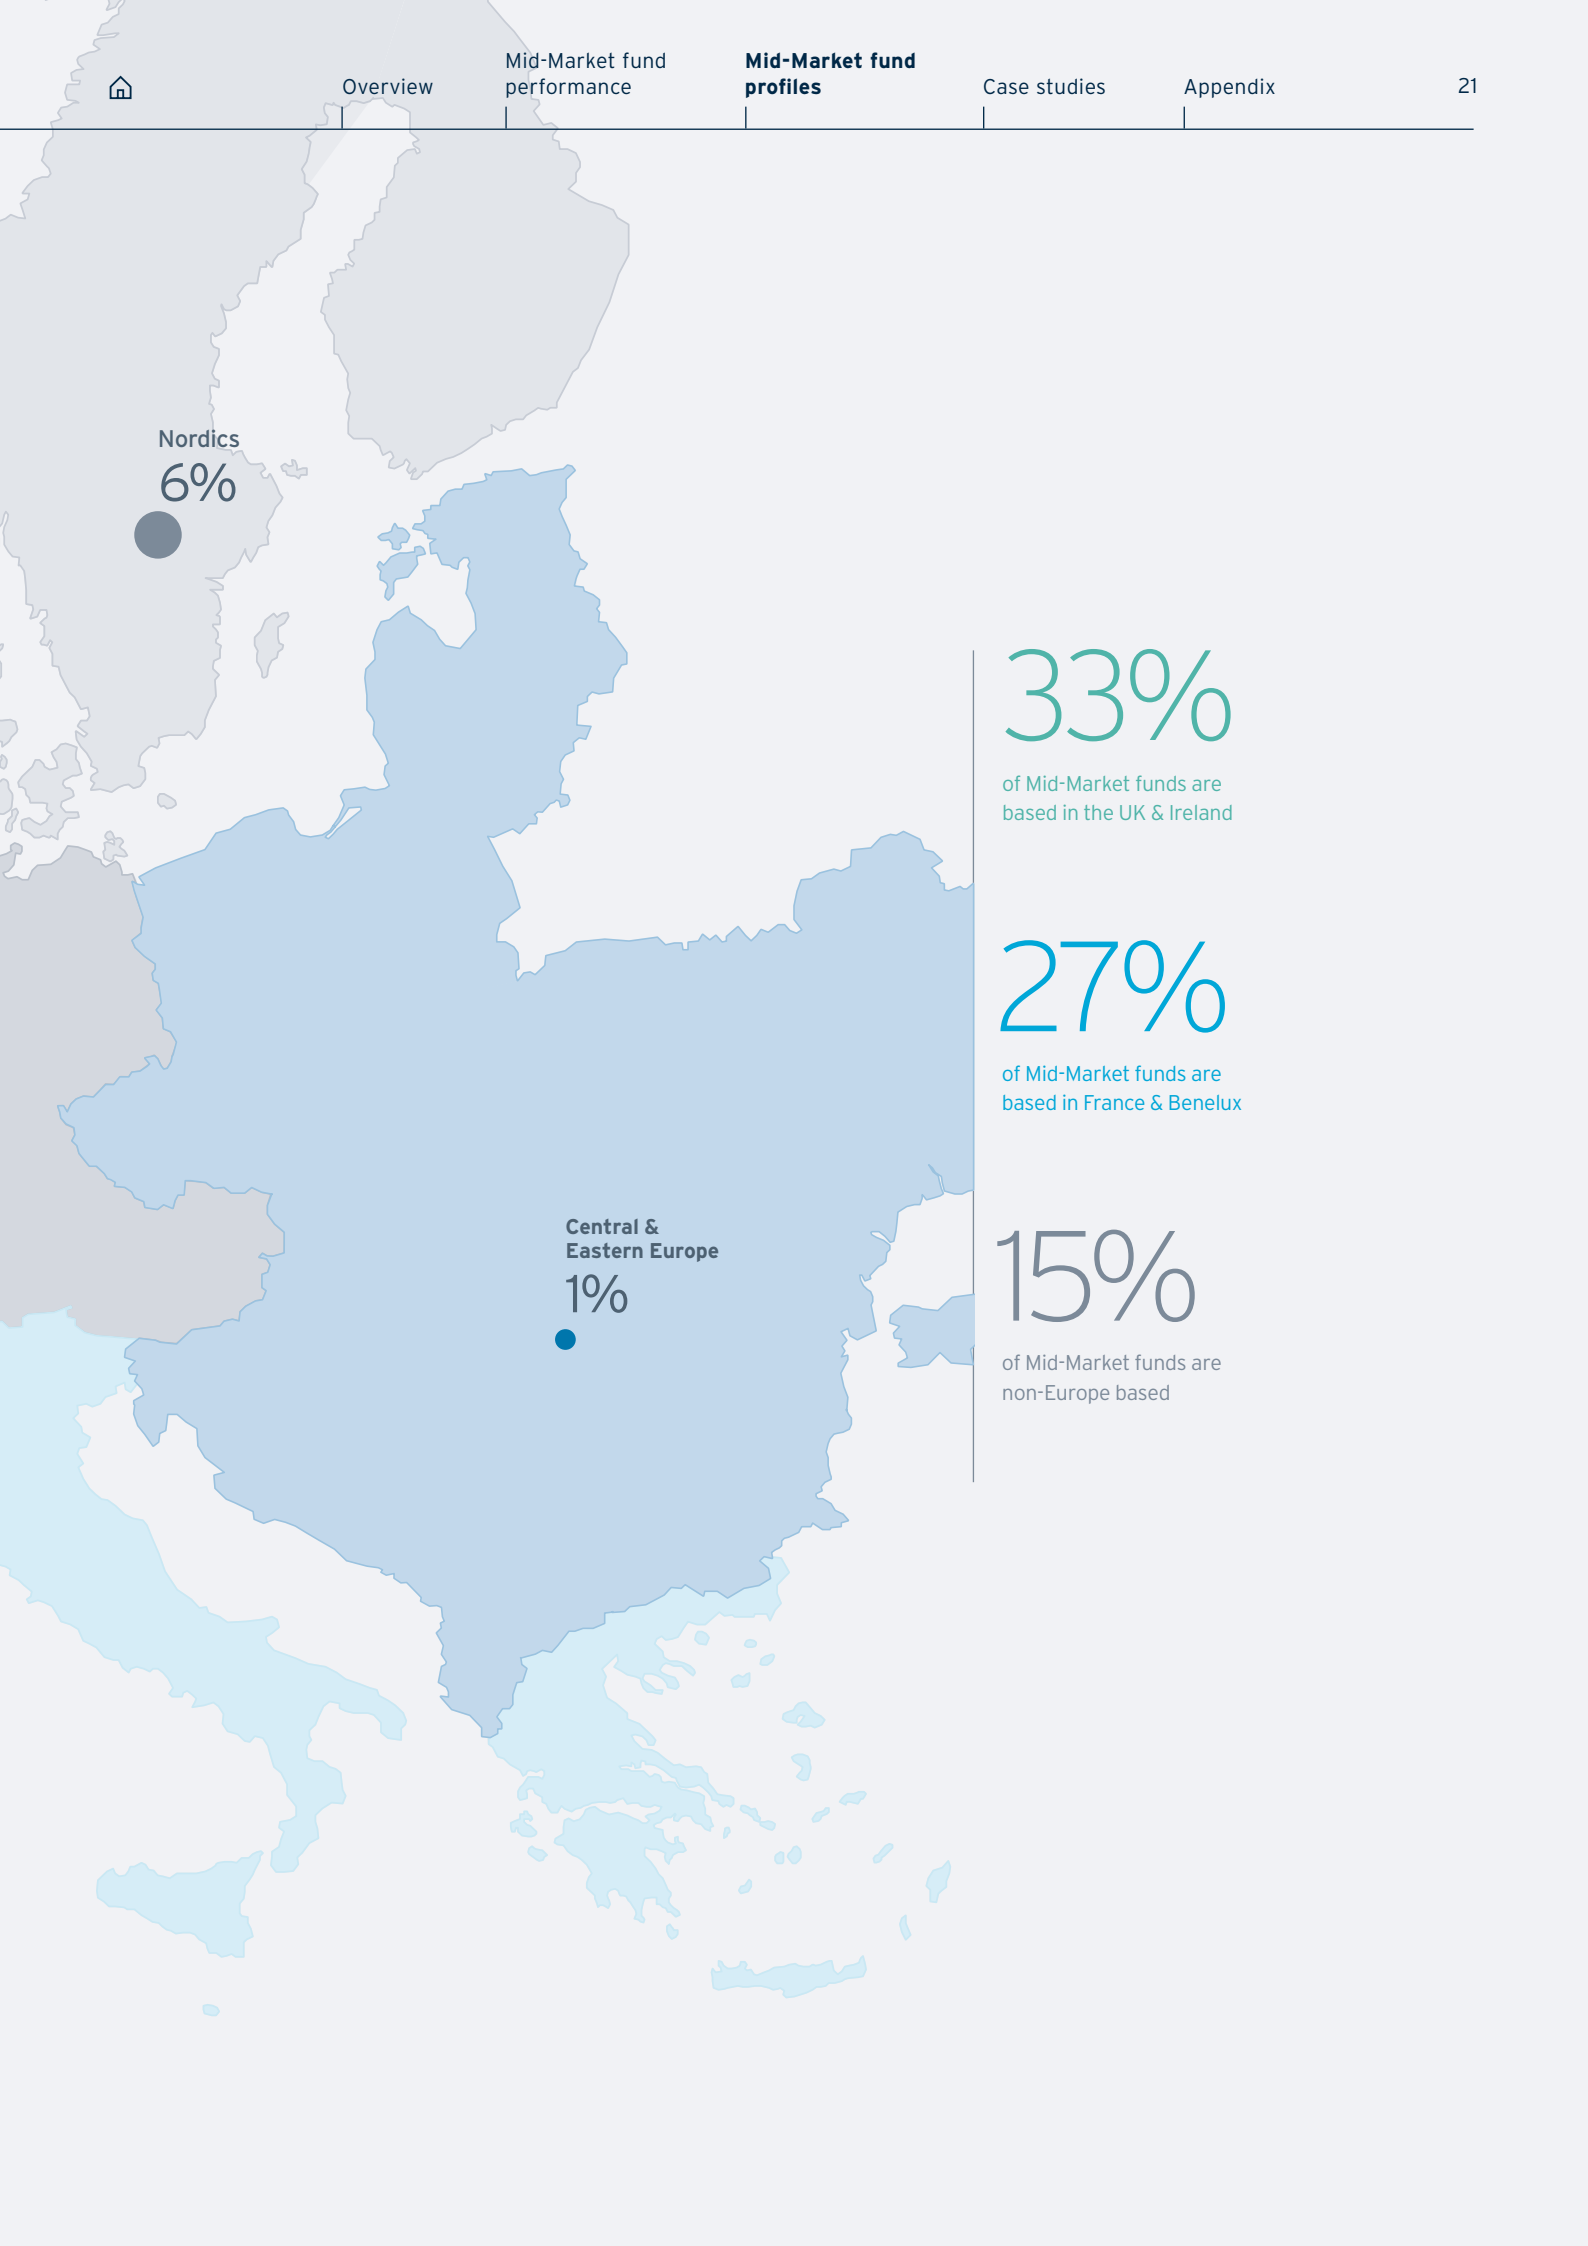 Overview
Mid-Market fund
performance
Mid-Market fund
profiles
Case studies
Appendix
21
Nordics
6%
Central &
Eastern Europe
1%
33%
of Mid-Market funds are
based in the UK & Ireland
27%
of Mid-Market funds are
based in France & Benelux
15%
of Mid-Market funds are
non-Europe based